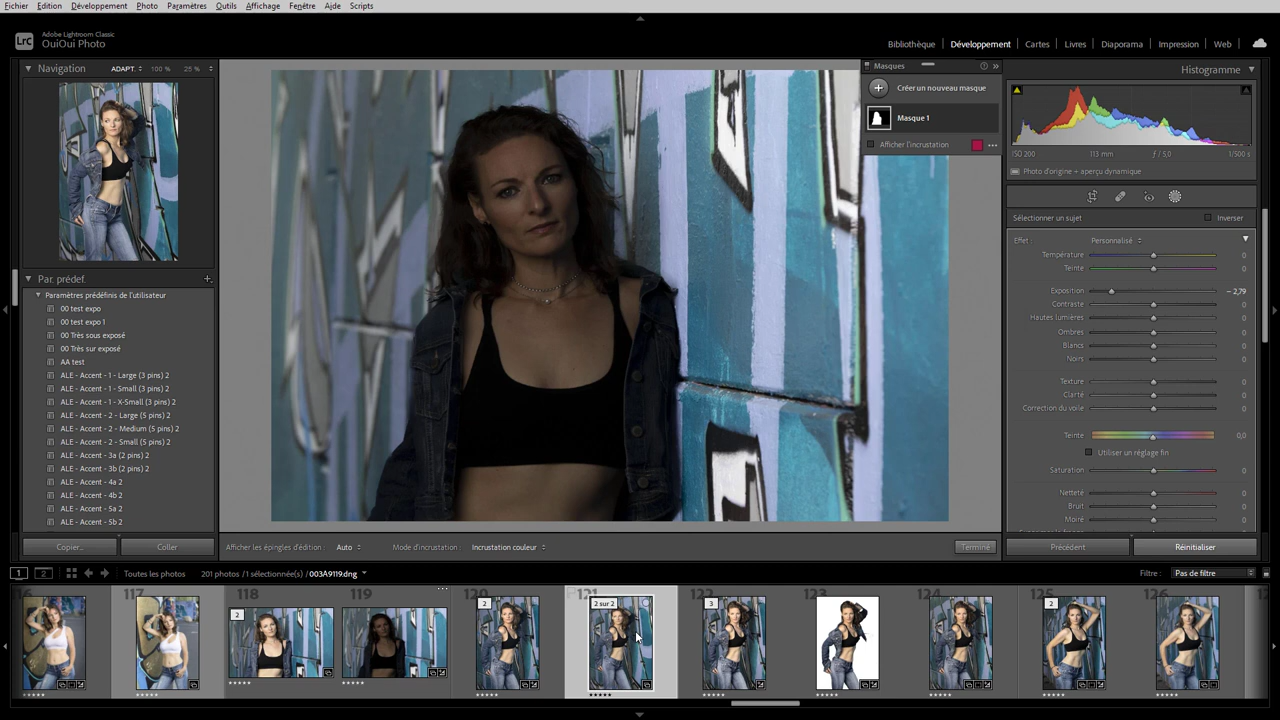 Fichier Edition Développement Photo Paramètres Outils Affichage Fenêtre Aide Scripts
Lrc
Adobe Lightroom Classic
OuiOui Photo
Bibliothèque Développement Cartes Livres Diaporama Impression Web
Navigation ADAPT. 100 % 25 %
Masques
Créer un nouveau masque
Masque 1
Afficher l'incrustation
Histogramme
ISO 200 113 mm ƒ / 5,0 1/500 s
Photo d'origine + aperçu dynamique
Sélectionner un sujet Inverser
Effet : Personnalisé
Température 0
Teinte 0
Exposition – 2,79
Contraste 0
Hautes lumières 0
Ombres 0
Blancs 0
Noirs 0
Texture 0
Clarté 0
Correction du voile 0
Teinte 0,0
Utiliser un réglage fin
Saturation 0
Netteté 0
Bruit 0
Moiré 0
Par. prédéf.
Paramètres prédéfinis de l'utilisateur
00 test expo
00 test expo 1
00 Très sous exposé
00 Très sur exposé
AA test
ALE - Accent - 1 - Large (3 pins) 2
ALE - Accent - 1 - Small (3 pins) 2
ALE - Accent - 1 - X-Small (3 pins) 2
ALE - Accent - 2 - Large (5 pins) 2
ALE - Accent - 2 - Medium (5 pins) 2
ALE - Accent - 2 - Small (5 pins) 2
ALE - Accent - 3a (2 pins) 2
ALE - Accent - 3b (2 pins) 2
ALE - Accent - 4a 2
ALE - Accent - 4b 2
ALE - Accent - 5a 2
ALE - Accent - 5b 2
Copier... Coller
Afficher les épingles d'édition : Auto Mode d'incrustation : Incrustation couleur Terminé
Précédent Réinitialiser
1 2 Toutes les photos 201 photos /1 sélectionnée(s) /003A9119.dng Filtre : Pas de filtre
117 118 119 120 121 122 123 124 125 126
2 2 2 sur 2 3 2